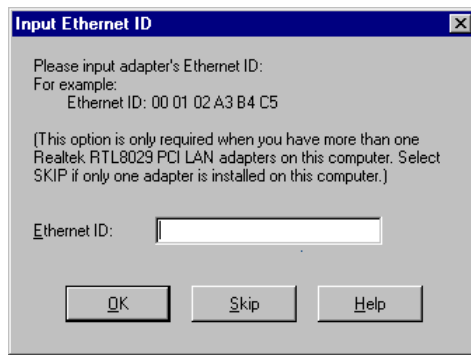 Input Ethernet ID
Please input adapter's Ethernet ID:
For example:
Ethernet ID: 00 01 02 A3 B4 C5
(This option is only required when you have more than one
Realtek RTL8029 PCI LAN adapters on this computer. Select
SKIP if only one adapter is installed on this computer.)
Ethernet ID:
OK Skip Help